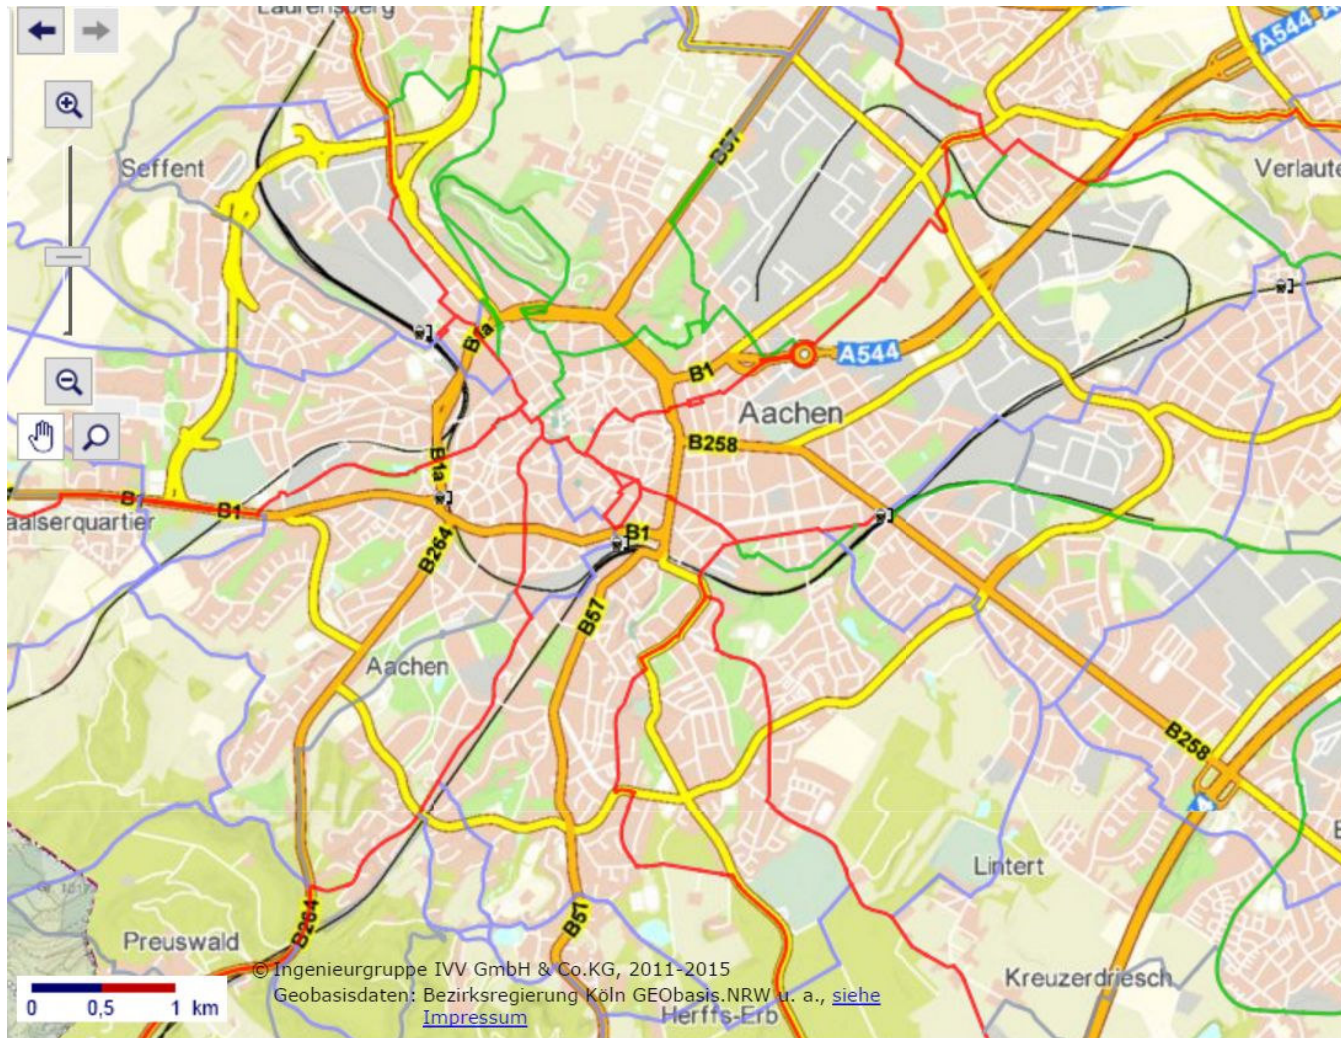 Laurensberg
A544
B57
Seffent
Verlaute
B1a
A544
B1
Aachen
B258
B1a
B
B1
aalserquartier
B1
B264
B57
Aachen
B258
Lintert
B264
B51
Preuswald
Kreuzerdriesch
© Ingenieurgruppe IVV GmbH & Co.KG, 2011-2015
Geobasisdaten: Bezirksregierung Köln GEObasis.NRW u. a., siehe
Impressum
Herffs-Erb
0 0,5 1 km